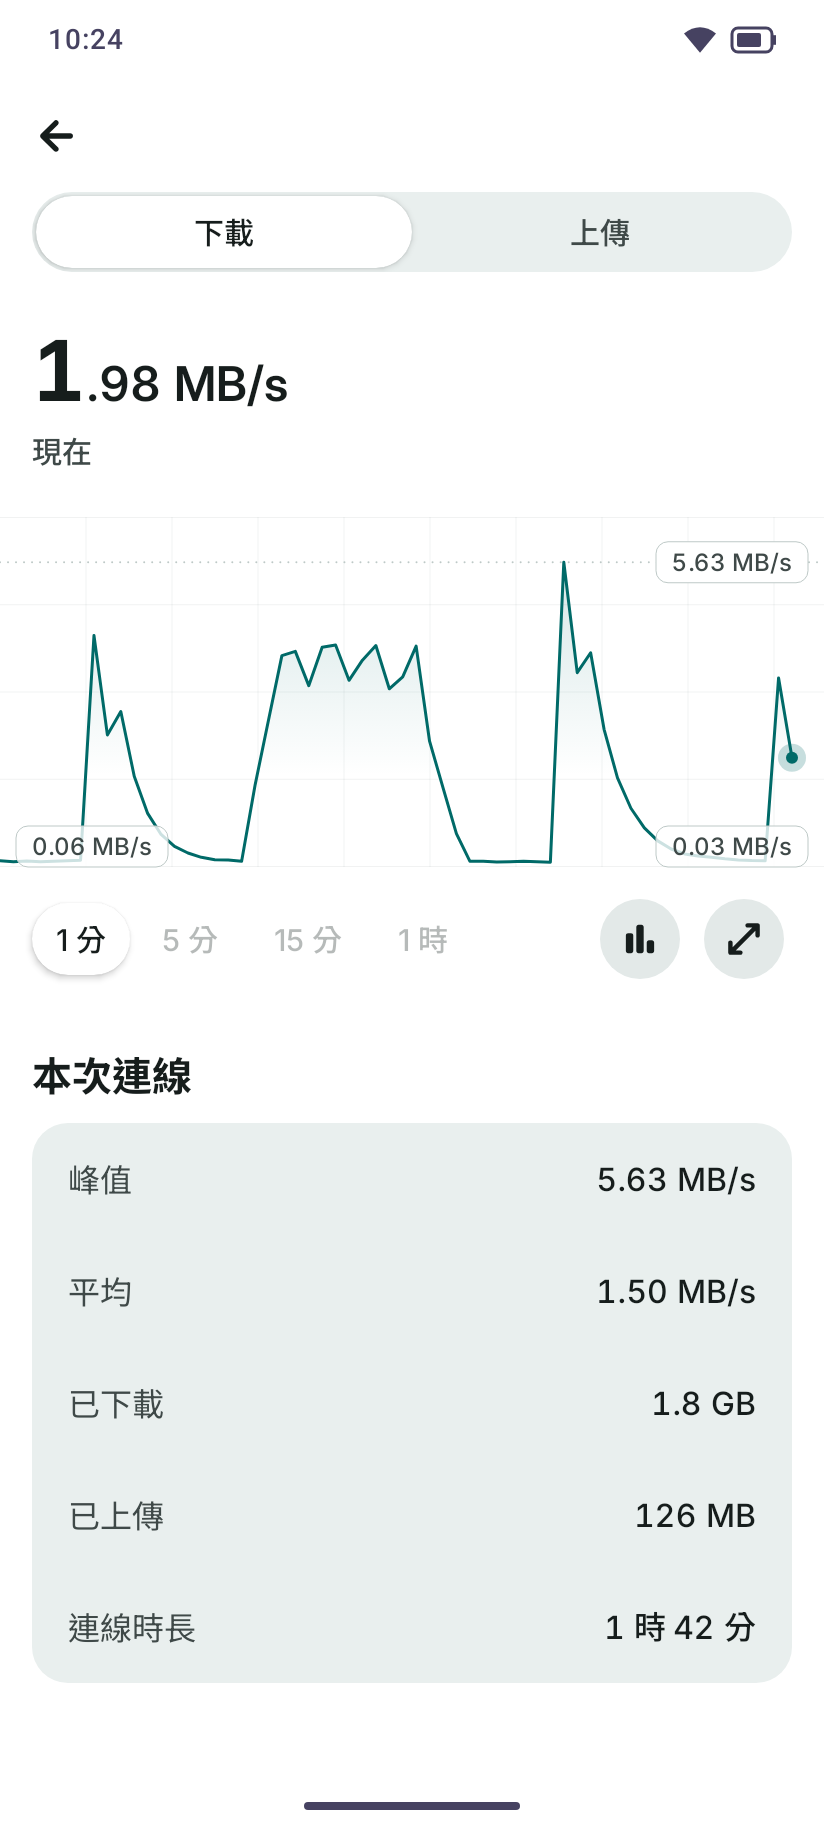 10:24
下載
上傳
1.98 MB/s
現在
5.63 MB/s
0.06 MB/s
0.03 MB/s
1 分
5 分
15 分
1 時
本次連線
峰值
5.63 MB/s
平均
1.50 MB/s
已下載
1.8 GB
已上傳
126 MB
連線時長
1 時 42 分